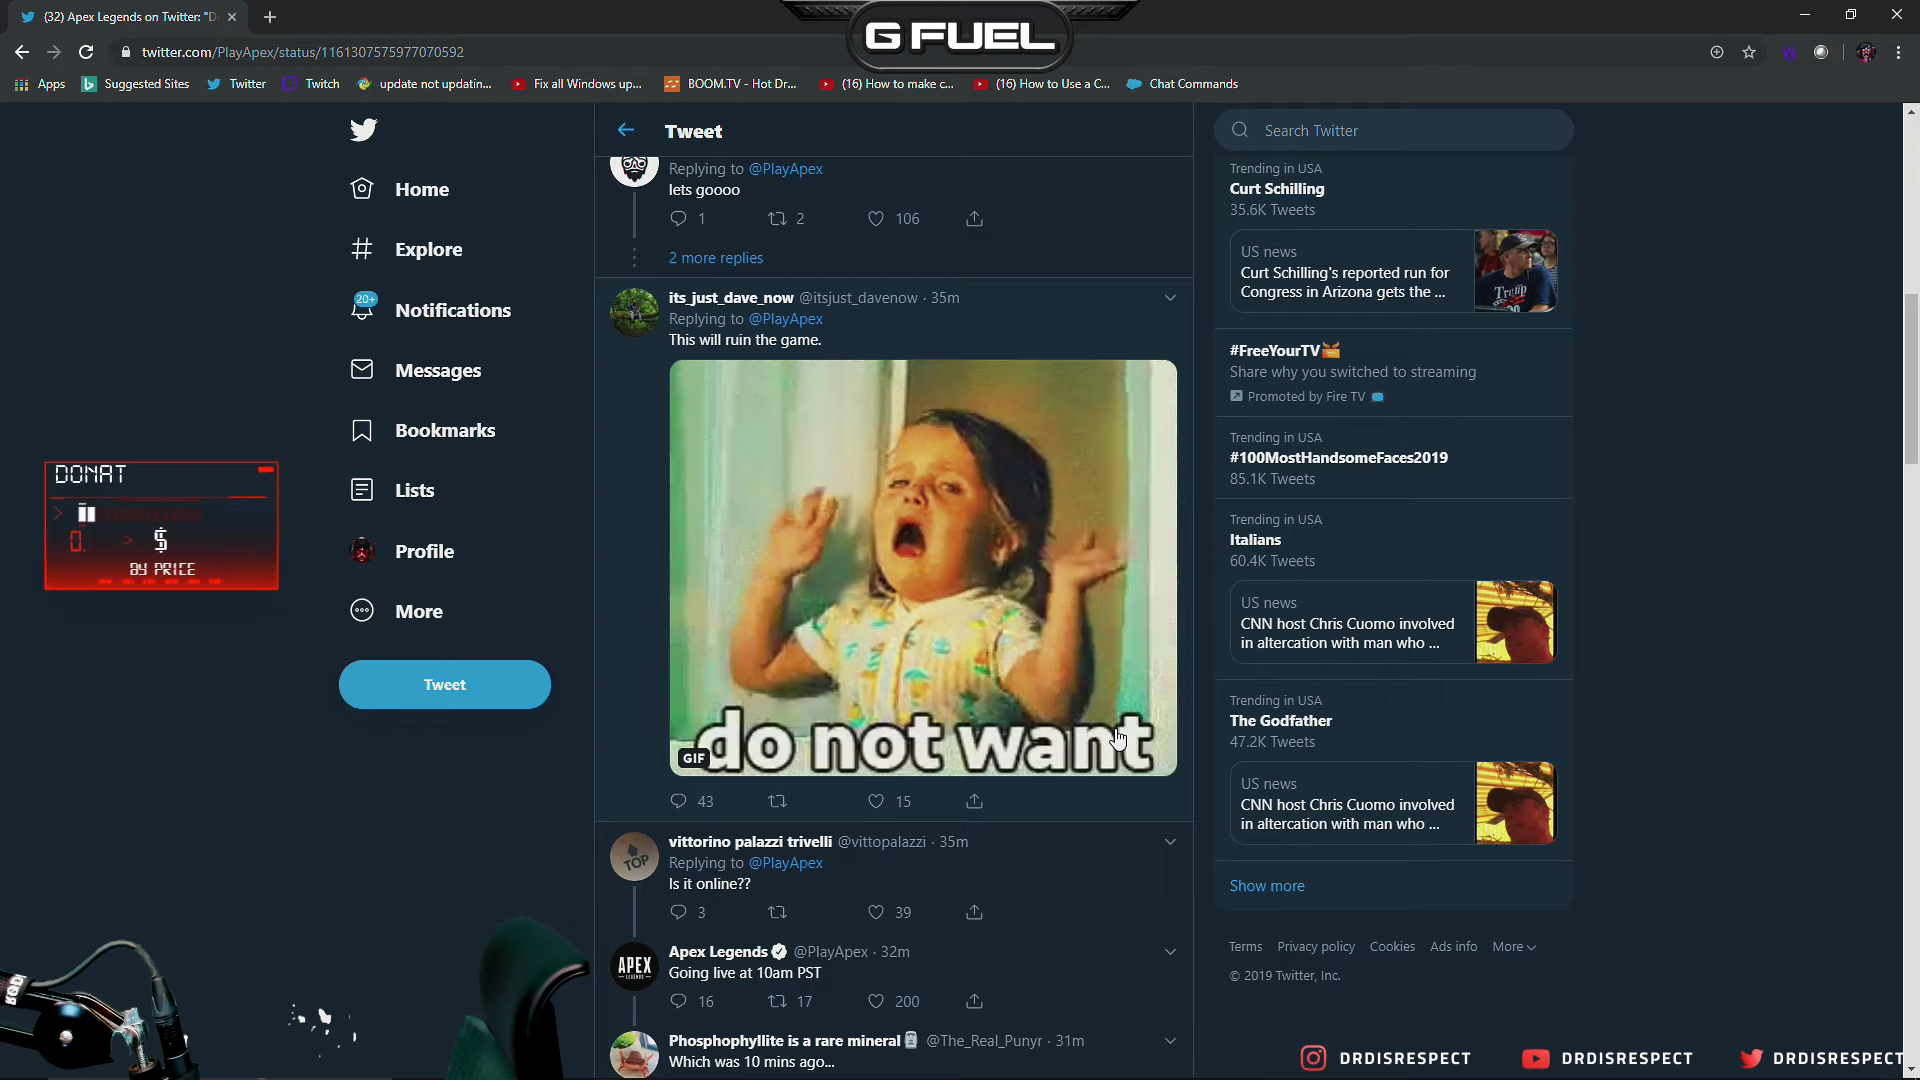 (32) Apex Legends on Twitter: "D
G FUEL
twitter.com/PlayApex/status/1161307575977070592
Apps
Suggested Sites
Twitter
Twitch
update not updatin...
Fix all Windows up...
BOOM.TV - Hot Dr...
(16) How to make c...
(16) How to Use a C...
Chat Commands
Home
Explore
20+
Notifications
Messages
Bookmarks
Lists
Profile
More
Tweet
DONAT
>
0. > $
BY PRICE
RØDE
Tweet
Replying to @PlayApex
lets goooo
1 2 106
2 more replies
its_just_dave_now @itsjust_davenow · 35m
Replying to @PlayApex
This will ruin the game.
do not want
GIF
43 15
TOP
vittorino palazzi trivelli @vittopalazzi · 35m
Replying to @PlayApex
Is it online??
3 39
APEX
LEGENDS
Apex Legends @PlayApex · 32m
Going live at 10am PST
16 17 200
Phosphophyllite is a rare mineral @The_Real_Punyr · 31m
Which was 10 mins ago...
Search Twitter
Trending in USA
Curt Schilling
35.6K Tweets
US news
Curt Schilling's reported run for
Congress in Arizona gets the ...
Trump
#FreeYourTV
Share why you switched to streaming
Promoted by Fire TV
Trending in USA
#100MostHandsomeFaces2019
85.1K Tweets
Trending in USA
Italians
60.4K Tweets
US news
CNN host Chris Cuomo involved
in altercation with man who ...
Trending in USA
The Godfather
47.2K Tweets
US news
CNN host Chris Cuomo involved
in altercation with man who ...
Show more
Terms Privacy policy Cookies Ads info More
© 2019 Twitter, Inc.
DRDISRESPECT
DRDISRESPECT
DRDISRESPECT